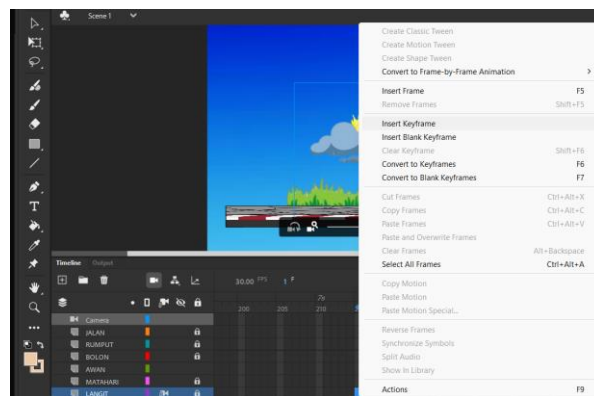 Scene 1
Create Classic Tween
Create Motion Tween
Create Shape Tween
Convert to Frame-by-Frame Animation >
Insert Frame F5
Remove Frames Shift+F5
Insert Keyframe
Insert Blank Keyframe
Clear Keyframe Shift+F6
Convert to Keyframes F6
Convert to Blank Keyframes F7
Cut Frames Ctrl+Alt+X
Copy Frames Ctrl+Alt+C
Paste Frames Ctrl+Alt+V
Paste and Overwrite Frames
Clear Frames Alt+Backspace
Select All Frames Ctrl+Alt+A
Copy Motion
Paste Motion
Paste Motion Special...
Reverse Frames
Synchronize Symbols
Split Audio
Show In Library
Actions F9
Timeline Output
30.00 FPS 1 F
7s
200 205 210
Camera
JALAN
RUMPUT
BOLON
AWAN
MATAHARI
LANGIT